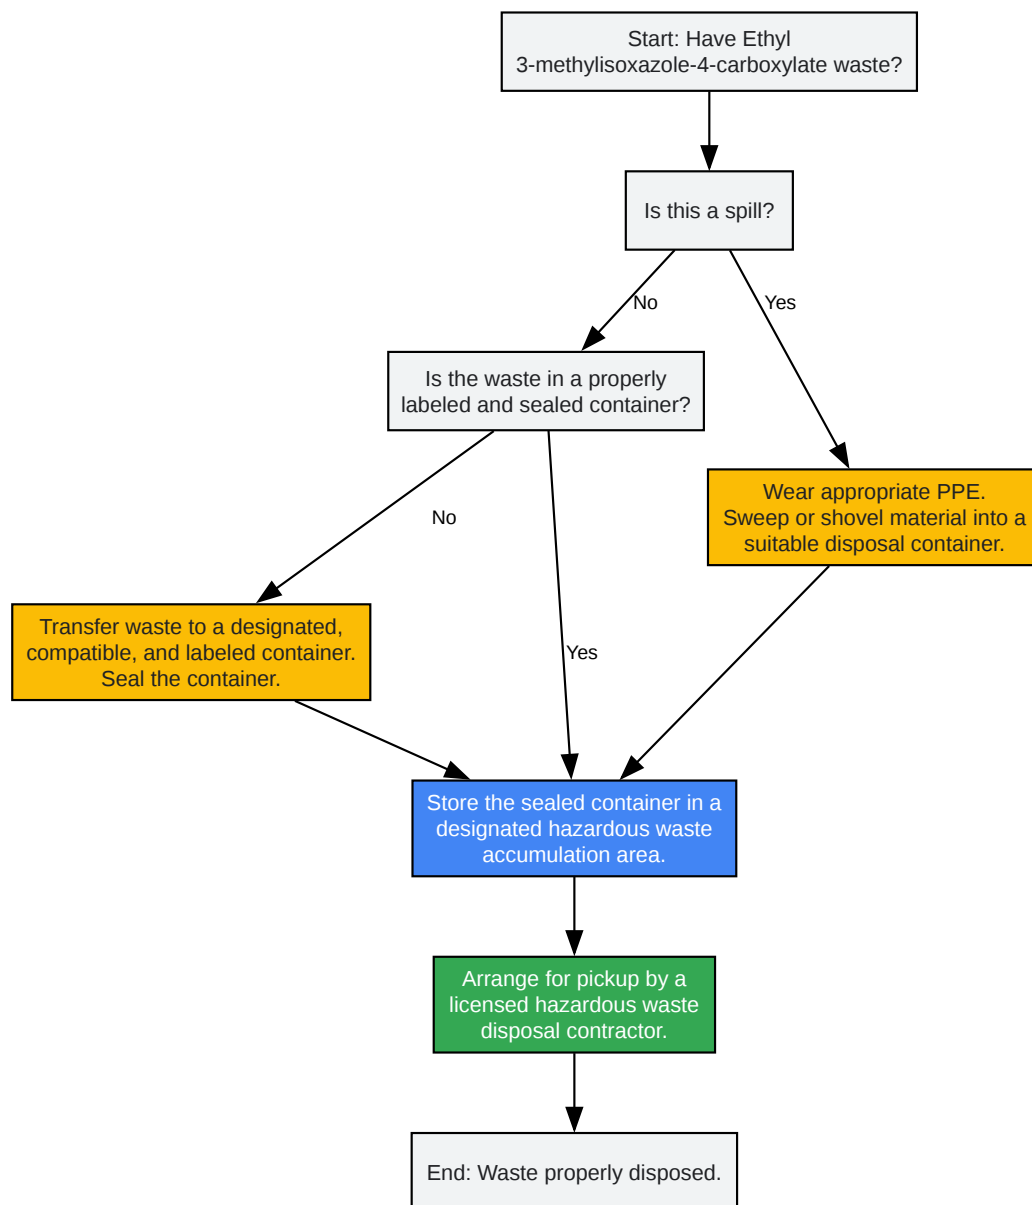 Start: Have Ethyl
3-methylisoxazole-4-carboxylate waste?
Is this a spill?
No
Yes
Is the waste in a properly
labeled and sealed container?
Wear appropriate PPE.
Sweep or shovel material into a
suitable disposal container.
No
Yes
Transfer waste to a designated,
compatible, and labeled container.
Seal the container.
Store the sealed container in a
designated hazardous waste
accumulation area.
Arrange for pickup by a
licensed hazardous waste
disposal contractor.
End: Waste properly disposed.